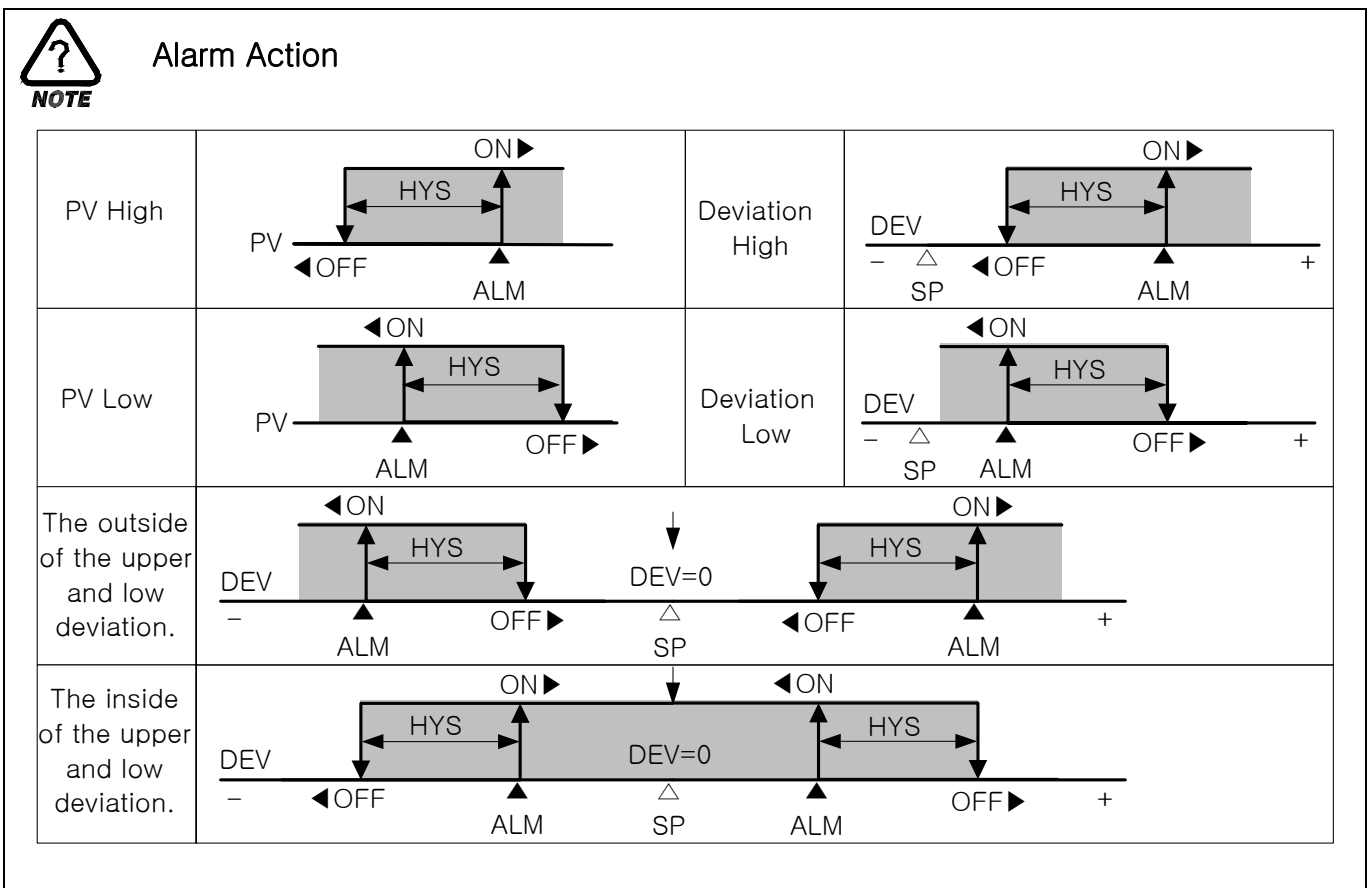 ?
NOTE
Alarm Action
PV High
ON▶
HYS
PV
◀OFF
▲
ALM
Deviation
High
ON▶
HYS
DEV
− △ ◀OFF ▲ +
SP ALM
PV Low
◀ON
HYS
PV
▲ OFF▶
ALM
Deviation
Low
◀ON
HYS
DEV
− △ ▲ OFF▶ +
SP ALM
The outside
of the upper
and low
deviation.
◀ON ON▶
HYS HYS
DEV DEV=0
− ▲ OFF▶ △ ◀OFF ▲ +
ALM SP ALM
The inside
of the upper
and low
deviation.
ON▶ ◀ON
HYS HYS
DEV DEV=0
− ◀OFF ▲ △ ▲ OFF▶ +
ALM SP ALM